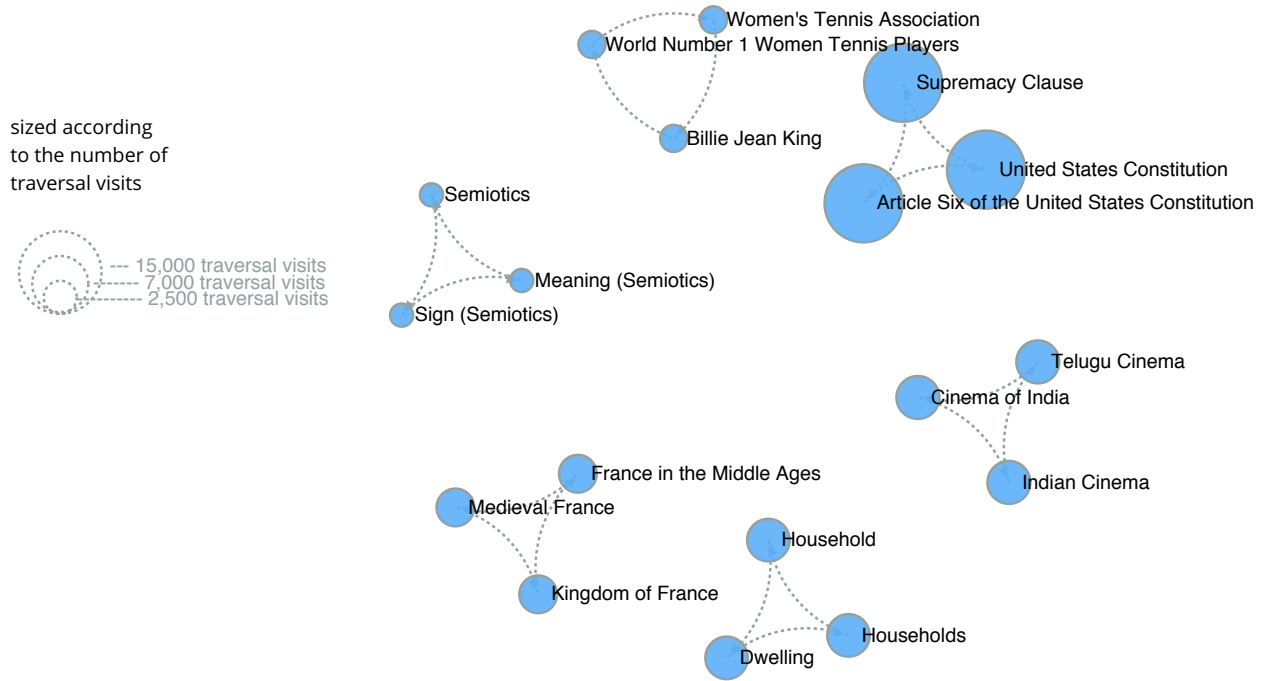 Women's Tennis Association
World Number 1 Women Tennis Players
Supremacy Clause
sized according
to the number of
traversal visits
Billie Jean King
United States Constitution
Semiotics
Article Six of the United States Constitution
15,000 traversal visits
7,000 traversal visits
2,500 traversal visits
Meaning (Semiotics)
Sign (Semiotics)
Telugu Cinema
Cinema of India
France in the Middle Ages
Indian Cinema
Medieval France
Household
Kingdom of France
Households
Dwelling